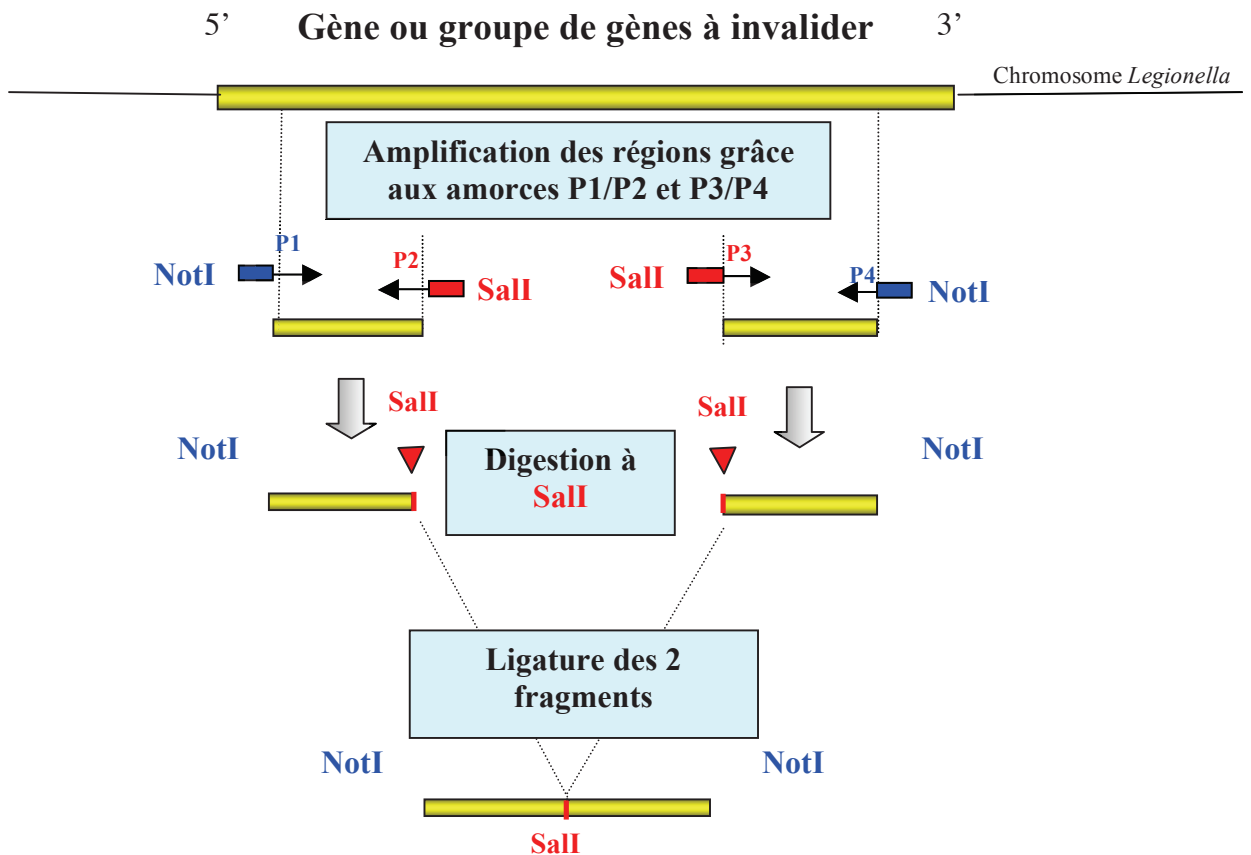 5’ Gène ou groupe de gènes à invalider 3’
Chromosome Legionella
Amplification des régions grâce
aux amorces P1/P2 et P3/P4
P1
P2
P3
P4
NotI
SalI
SalI
NotI
SalI
SalI
NotI
Digestion à
SalI
NotI
Ligature des 2
fragments
NotI
NotI
SalI